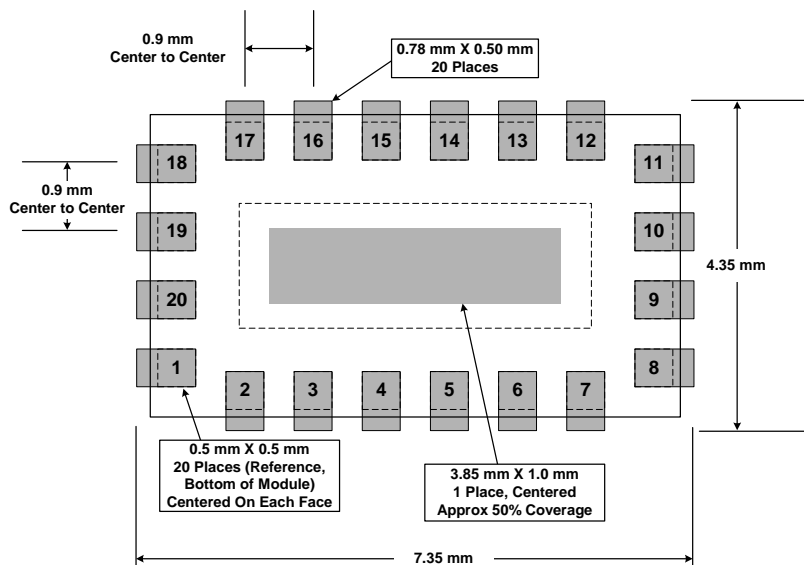 0.9 mm
Center to Center
0.78 mm X 0.50 mm
20 Places
17 16 15 14 13 12
18 11
0.9 mm
Center to Center
19 10
4.35 mm
20 9
1 8
2 3 4 5 6 7
0.5 mm X 0.5 mm
20 Places (Reference,
Bottom of Module)
Centered On Each Face
3.85 mm X 1.0 mm
1 Place, Centered
Approx 50% Coverage
7.35 mm